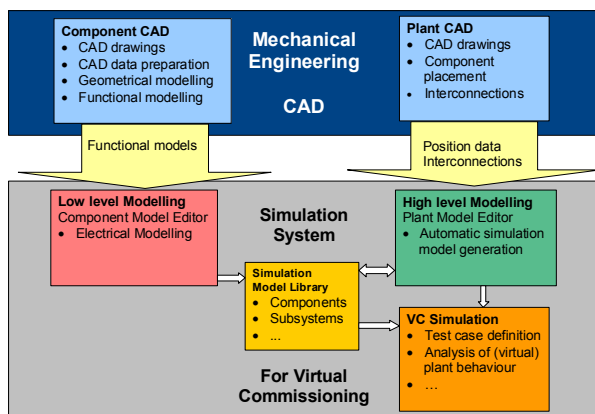 Component CAD
• CAD drawings
• CAD data preparation
• Geometrical modelling
• Functional modelling
Mechanical
Engineering
CAD
Plant CAD
• CAD drawings
• Component
placement
• Interconnections
Functional models
Position data
Interconnections
Low level Modelling
Component Model Editor
• Electrical Modelling
Simulation
System
High level Modelling
Plant Model Editor
• Automatic simulation
model generation
Simulation
Model Library
• Components
• Subsystems
• ...
VC Simulation
• Test case definition
• Analysis of (virtual)
plant behaviour
• ...
For Virtual
Commissioning